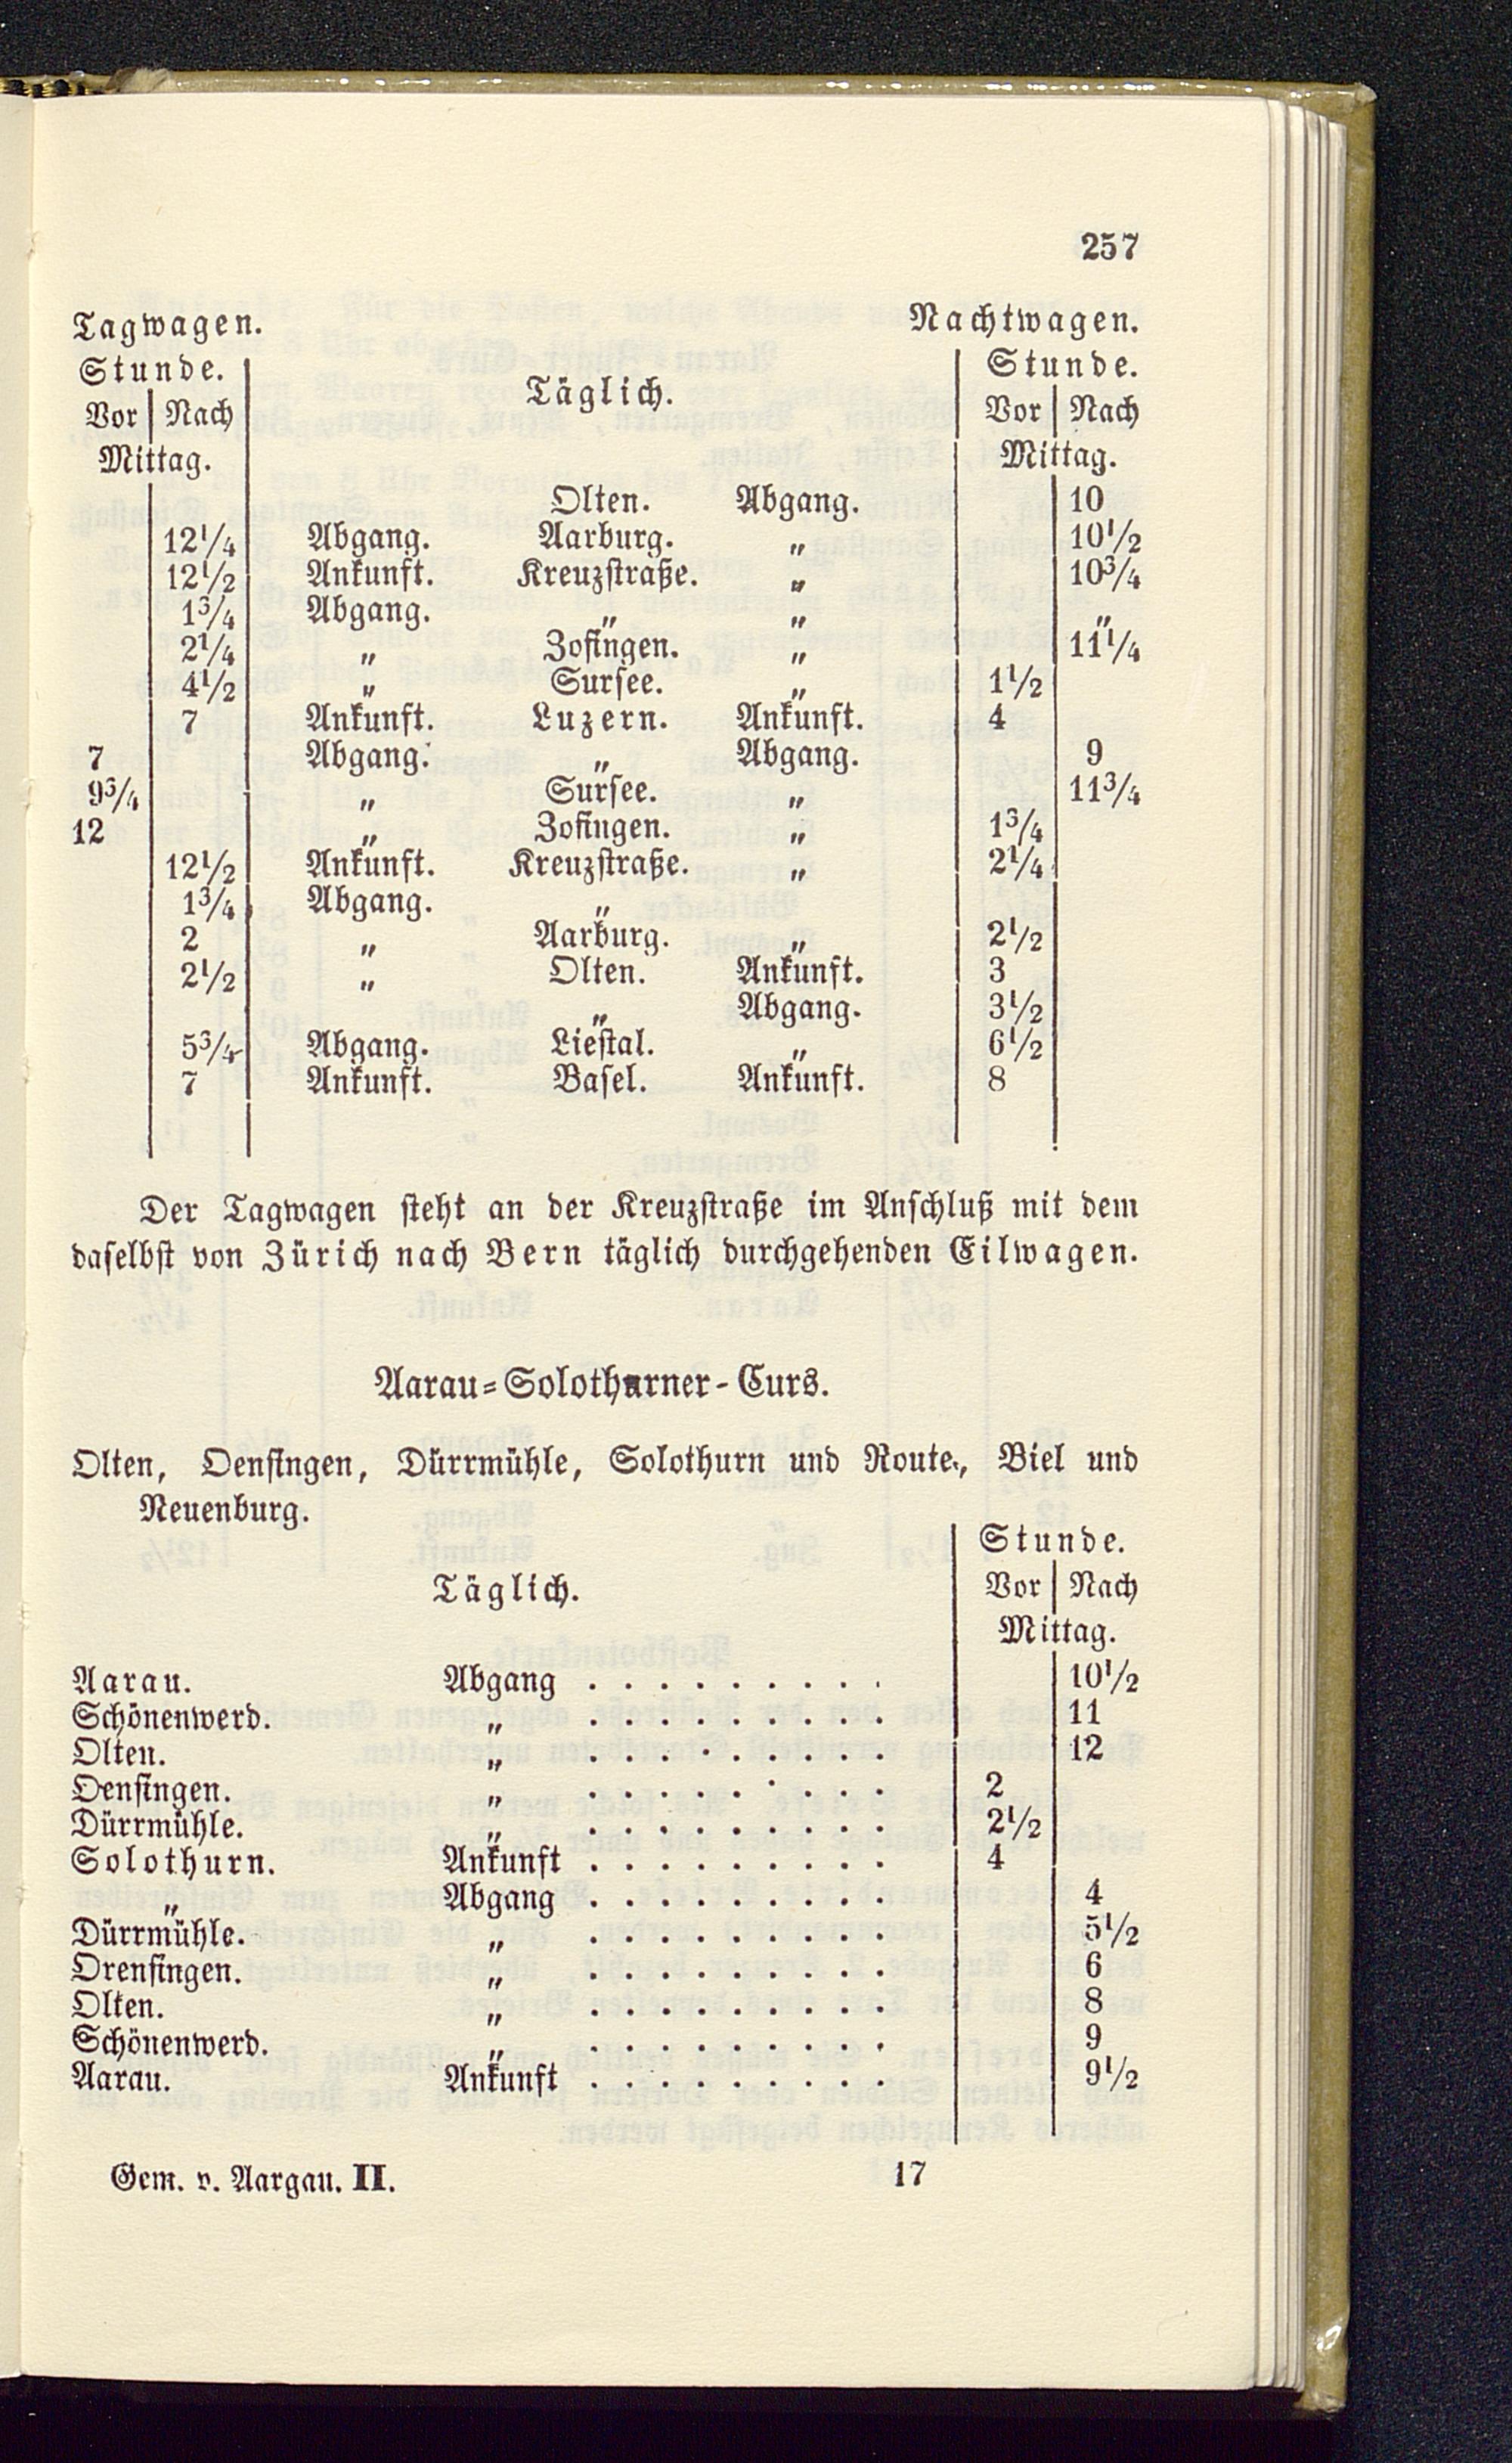 257
Tagwagen. Nachtwagen.
Stunde. Täglich. Stunde.
Vor | Nach Vor | Nach
Mittag. Mittag.
Olten. Abgang. 10
12¼ Abgang. Aarburg. „ 10½
12½ Ankunft. Kreuzstraße. „ 10¾
1¾ Abgang. „ „ „
2¼ „ Zofingen. „ 11¼
4½ „ Sursee. „ 1½
7 Ankunft. Luzern. Ankunft. 4
7 Abgang. „ Abgang. 9
9¾ „ Sursee. „ 11¾
12 „ Zofingen. „ 1¾
12½ Ankunft. Kreuzstraße. „ 2¼
1¾ Abgang. „
2 „ Aarburg. „ 2½
2½ „ Olten. Ankunft. 3
„ Abgang. 3½
5¾ Abgang. Liestal. „ 6½
7 Ankunft. Basel. Ankunft. 8
Der Tagwagen steht an der Kreuzstraße im Anschluß mit dem
daselbst von Zürich nach Bern täglich durchgehenden Eilwagen.
Aarau=Solothurner-Curs.
Olten, Oensingen, Dürrmühle, Solothurn und Route, Biel und
Neuenburg.
Stunde.
Täglich. Vor | Nach
Mittag.
Aarau. Abgang . . . . . . . . . 10½
Schönenwerd. „ . . . . . . . . . 11
Olten. „ . . . . . . . . . 12
Oensingen. „ . . . . . . . . . 2
Dürrmühle. „ . . . . . . . . . 2½
Solothurn. Ankunft . . . . . . . . . 4
„ Abgang . . . . . . . . . 4
Dürrmühle. „ . . . . . . . . . 5½
Orensingen. „ . . . . . . . . . 6
Olten. „ . . . . . . . . . 8
Schönenwerd. „ . . . . . . . . . 9
Aarau. Ankunft . . . . . . . . . 9½
Gem. v. Aargau. II. 17